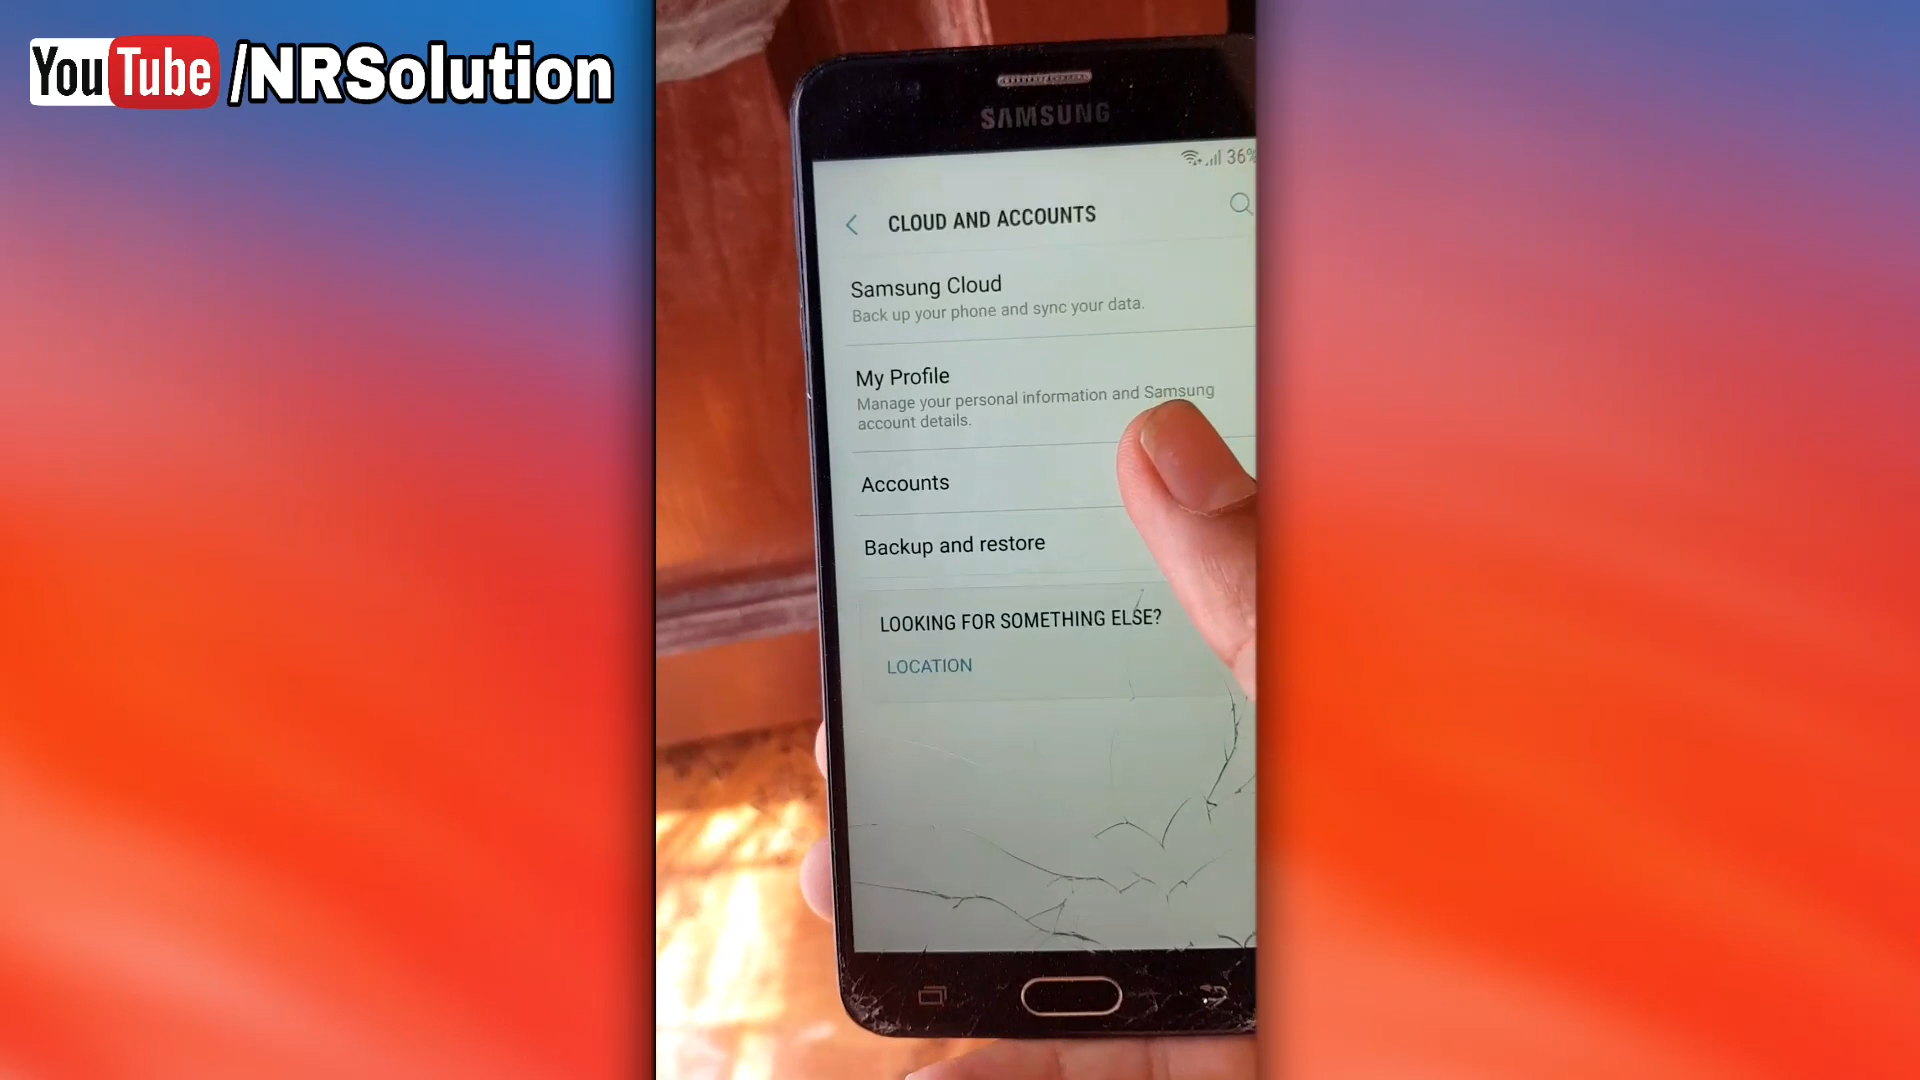 YouTube /NRSolution
SAMSUNG
36%
CLOUD AND ACCOUNTS
Samsung Cloud
Back up your phone and sync your data.
My Profile
Manage your personal information and Samsung
account details.
Accounts
Backup and restore
LOOKING FOR SOMETHING ELSE?
LOCATION